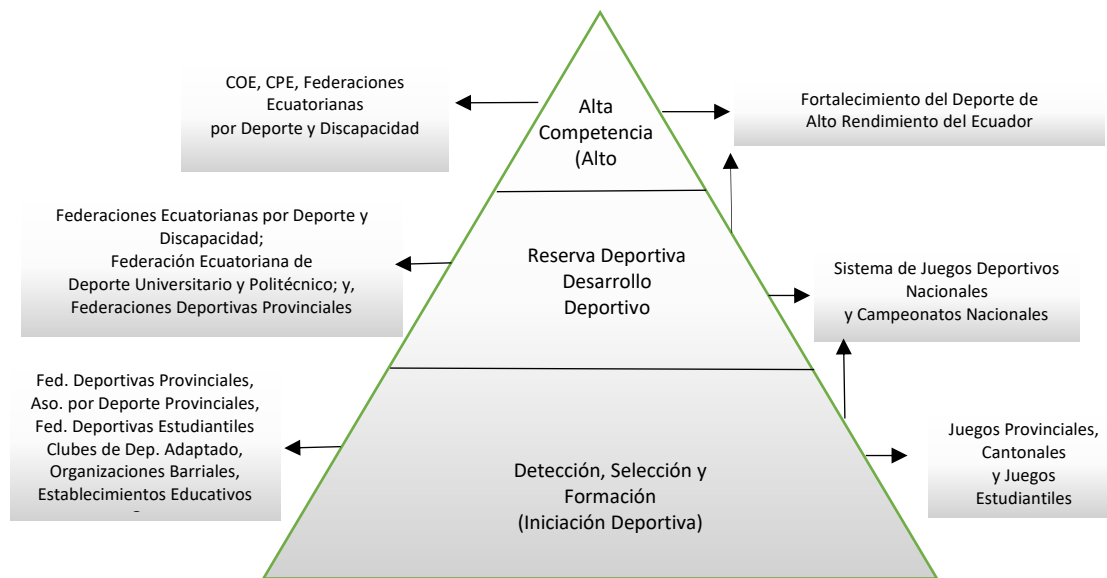 COE, CPE, Federaciones
Ecuatorianas
por Deporte y Discapacidad
Alta
Competencia
(Alto
Fortalecimiento del Deporte de
Alto Rendimiento del Ecuador
Federaciones Ecuatorianas por Deporte y
Discapacidad;
Federación Ecuatoriana de
Deporte Universitario y Politécnico; y,
Federaciones Deportivas Provinciales
Reserva Deportiva
Desarrollo
Deportivo
Sistema de Juegos Deportivos
Nacionales
y Campeonatos Nacionales
Fed. Deportivas Provinciales,
Aso. por Deporte Provinciales,
Fed. Deportivas Estudiantiles
Clubes de Dep. Adaptado,
Organizaciones Barriales,
Establecimientos Educativos
Detección, Selección y
Formación
(Iniciación Deportiva)
Juegos Provinciales,
Cantonales
y Juegos
Estudiantiles